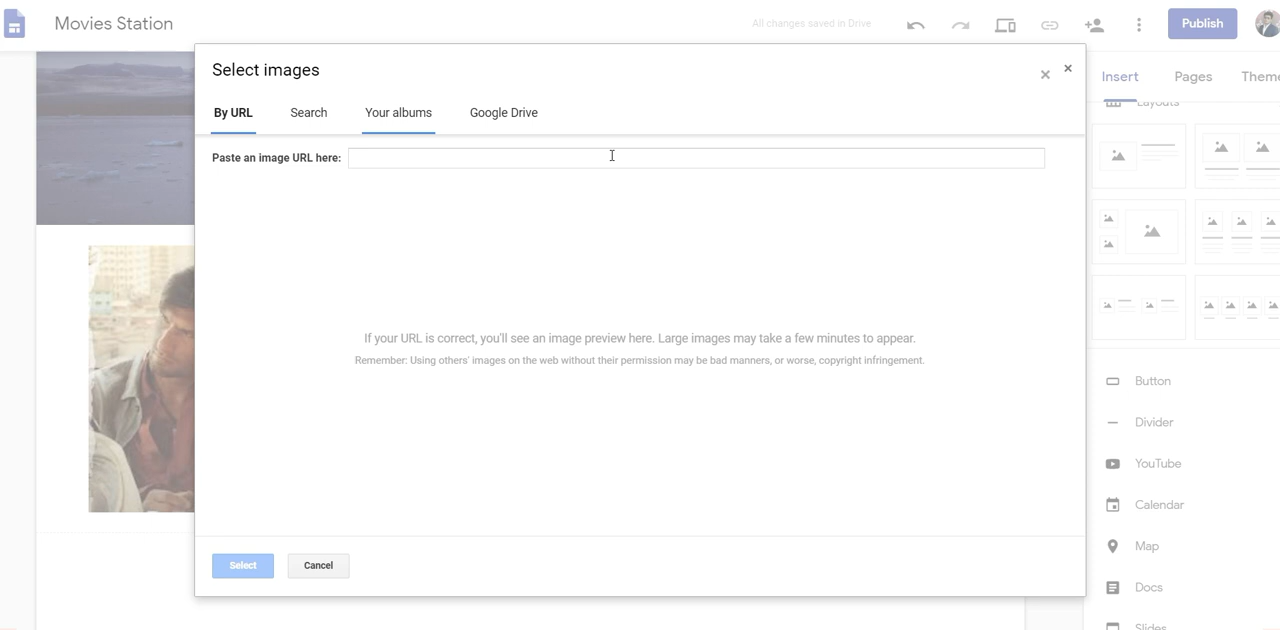 Movies Station
All changes saved in Drive
Publish
Select images
Insert
Pages
Theme
By URL
Search
Your albums
Google Drive
Layouts
Paste an image URL here:
If your URL is correct, you'll see an image preview here. Large images may take a few minutes to appear.
Remember: Using others' images on the web without their permission may be bad manners, or worse, copyright infringement.
Button
Divider
YouTube
Calendar
Map
Docs
Slides
Select
Cancel